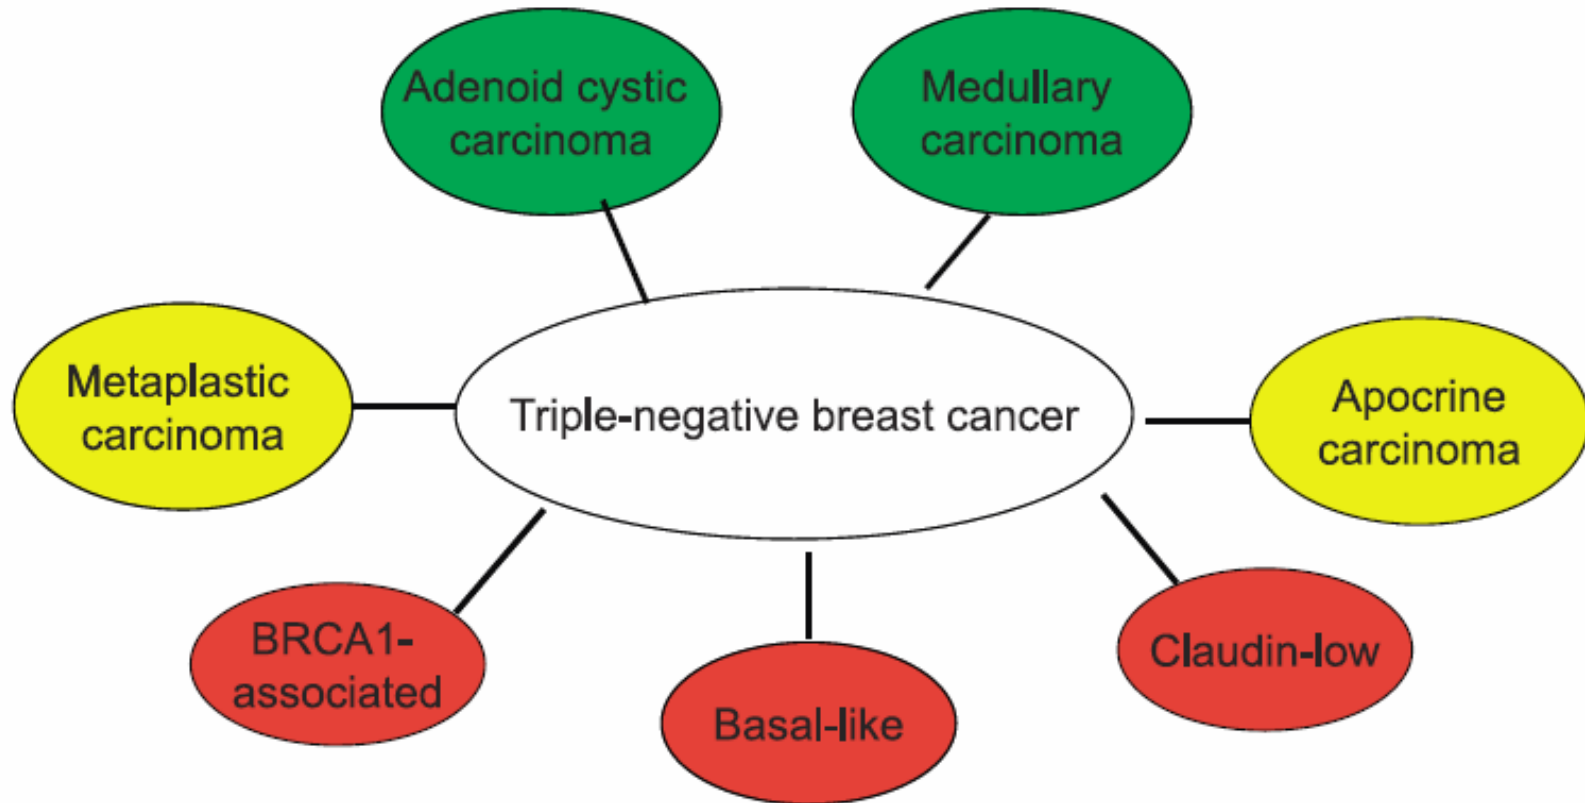 Adenoid cystic
carcinoma
Medullary
carcinoma
Metaplastic
carcinoma
Triple-negative breast cancer
Apocrine
carcinoma
BRCA1-
associated
Basal-like
Claudin-low